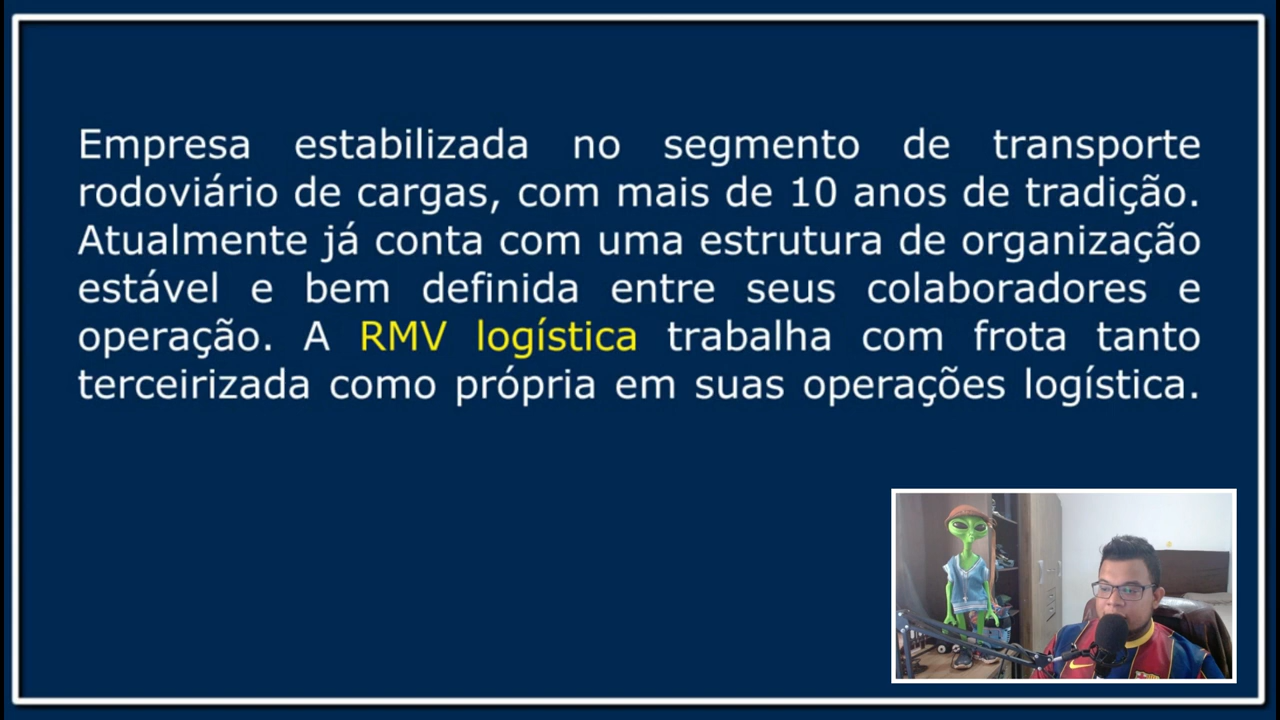 Empresa estabilizada no segmento de transporte
rodoviário de cargas, com mais de 10 anos de tradição.
Atualmente já conta com uma estrutura de organização
estável e bem definida entre seus colaboradores e
operação. A RMV logística trabalha com frota tanto
terceirizada como própria em suas operações logística.